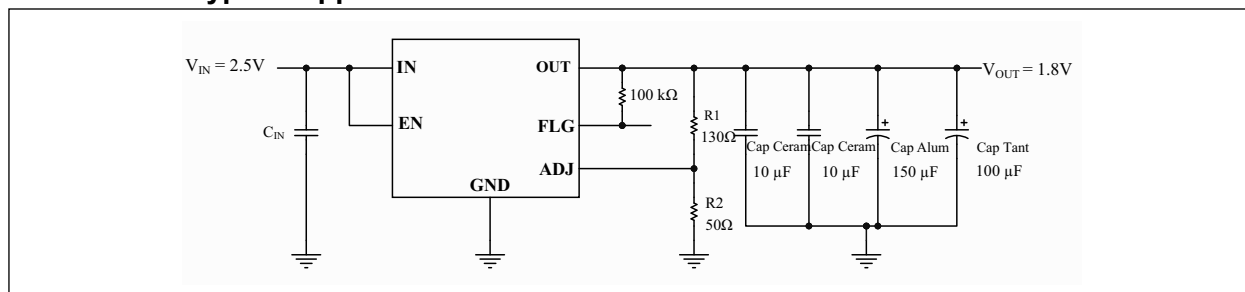 V_IN = 2.5V
IN
OUT
V_OUT = 1.8V
100 kΩ
R1
130Ω
EN
FLG
C_IN
Cap Ceram
10 µF
Cap Ceram
10 µF
Cap Alum
150 µF
Cap Tant
100 µF
+
+
ADJ
GND
R2
50Ω